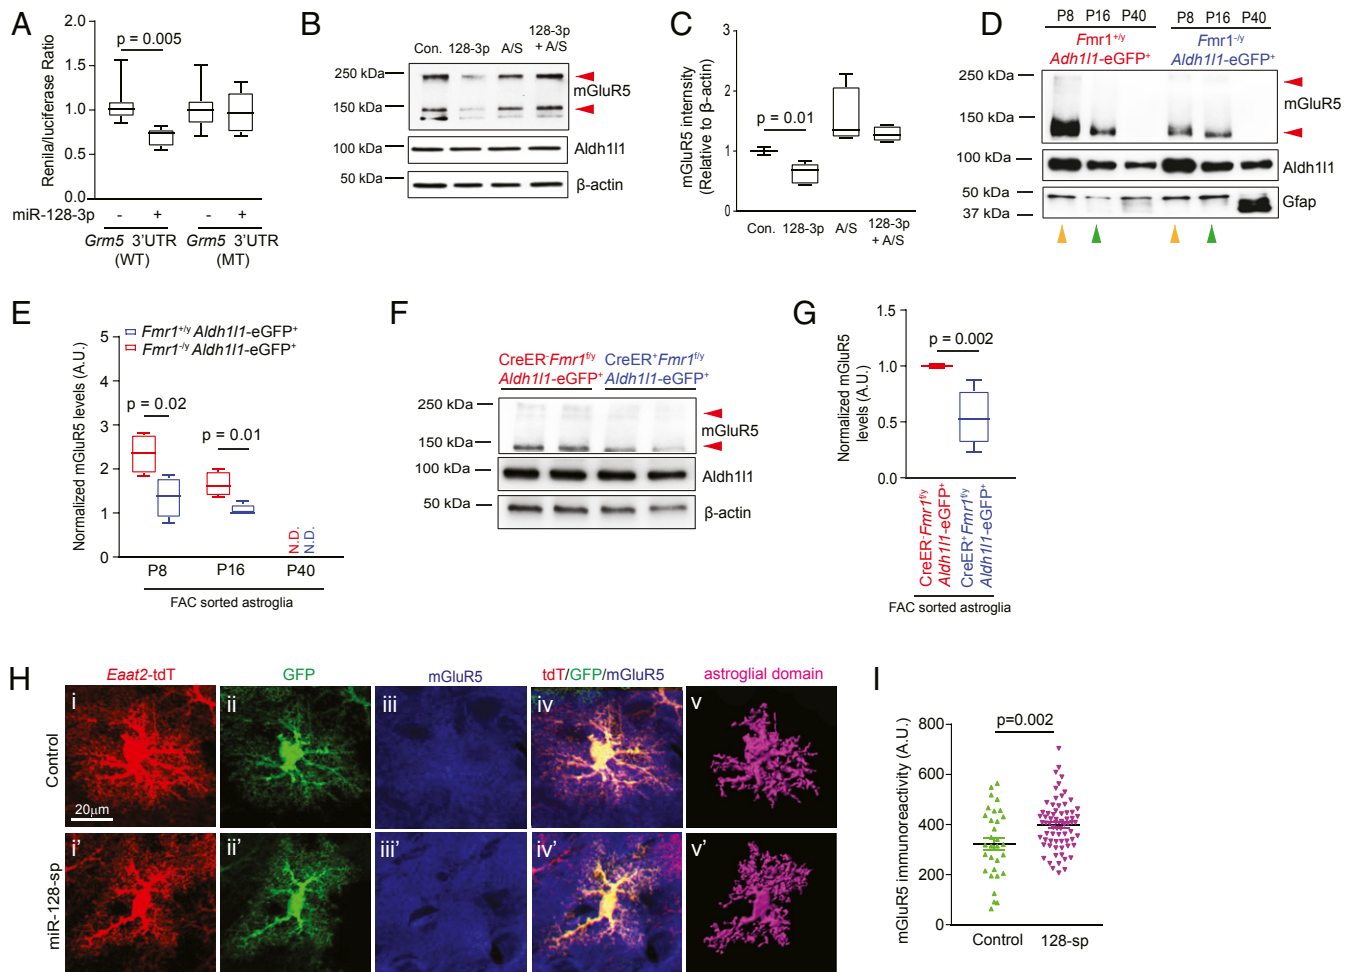 A
Renilla/luciferase Ratio
2.0
1.5
1.0
0.5
0.0
p = 0.005
miR-128-3p - + - +
Grm5 3'UTR Grm5 3'UTR
(WT) (MT)
B
Con. 128-3p A/S 128-3p
+ A/S
250 kDa
mGluR5
150 kDa
100 kDa
Aldh1l1
50 kDa
β-actin
C
mGluR5 internsity
(Relative to β-actin)
3
2
1
0
p = 0.01
Con. 128-3p A/S 128-3p
+ A/S
D
P8 P16 P40 P8 P16 P40
Fmr1+/y Fmr1-/y
Adh1l1-eGFP+ Aldh1l1-eGFP+
250 kDa
mGluR5
150 kDa
100 kDa
Aldh1l1
50 kDa
Gfap
37 kDa
E
Fmr1+/y Aldh1l1-eGFP+
Fmr1-/y Aldh1l1-eGFP+
Normalized mGluR5 levels (A.U.)
5
4
3
2
1
0
p = 0.02
p = 0.01
N.D.
N.D.
P8 P16 P40
FAC sorted astroglia
F
CreER-Fmr1f/y CreER+Fmr1f/y
Aldh1l1-eGFP+ Aldh1l1-eGFP+
250 kDa
mGluR5
150 kDa
100 kDa
Aldh1l1
50 kDa
β-actin
G
Normalized mGluR5
levels (A.U.)
1.5
1.0
0.5
0.0
p = 0.002
CreER-Fmr1f/y
Aldh1l1-eGFP+
CreER+Fmr1f/y
Aldh1l1-eGFP+
FAC sorted astroglia
H
Eaat2-tdT GFP mGluR5 tdT/GFP/mGluR5 astroglial domain
Control
i ii iii iv v
20μm
miR-128-sp
i' ii' iii' iv' v'
I
mGluR5 immunoreactivity (A.U.)
800
600
400
200
0
p=0.002
Control 128-sp